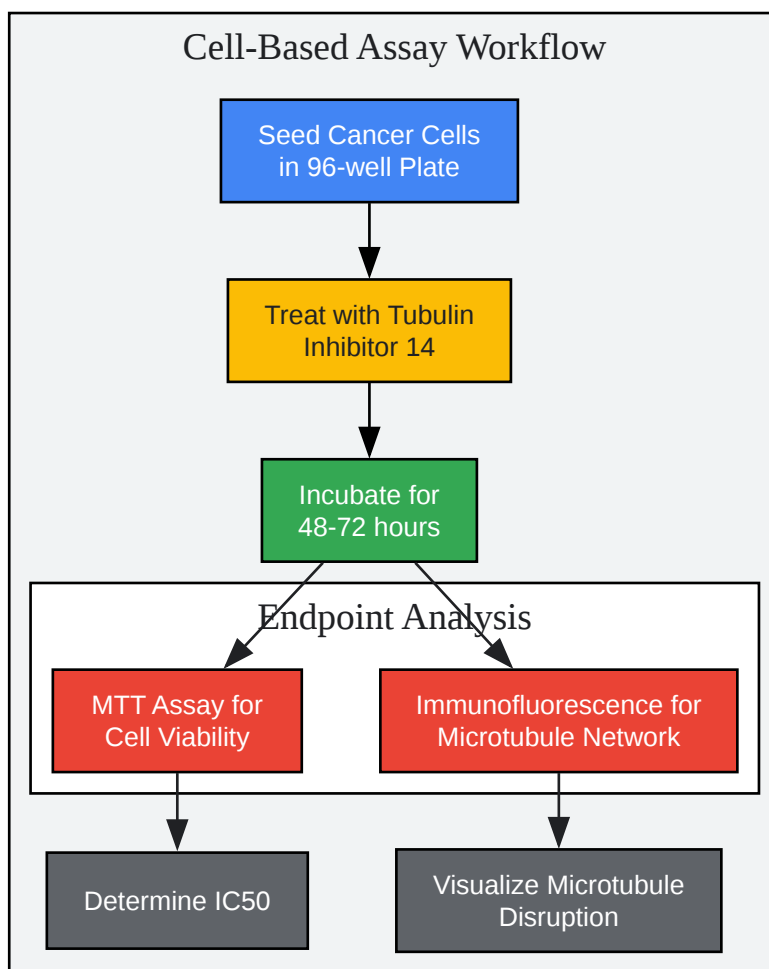 Cell-Based Assay Workflow
Seed Cancer Cells
in 96-well Plate
Treat with Tubulin
Inhibitor 14
Incubate for
48-72 hours
Endpoint Analysis
MTT Assay for
Cell Viability
Immunofluorescence for
Microtubule Network
Determine IC50
Visualize Microtubule
Disruption